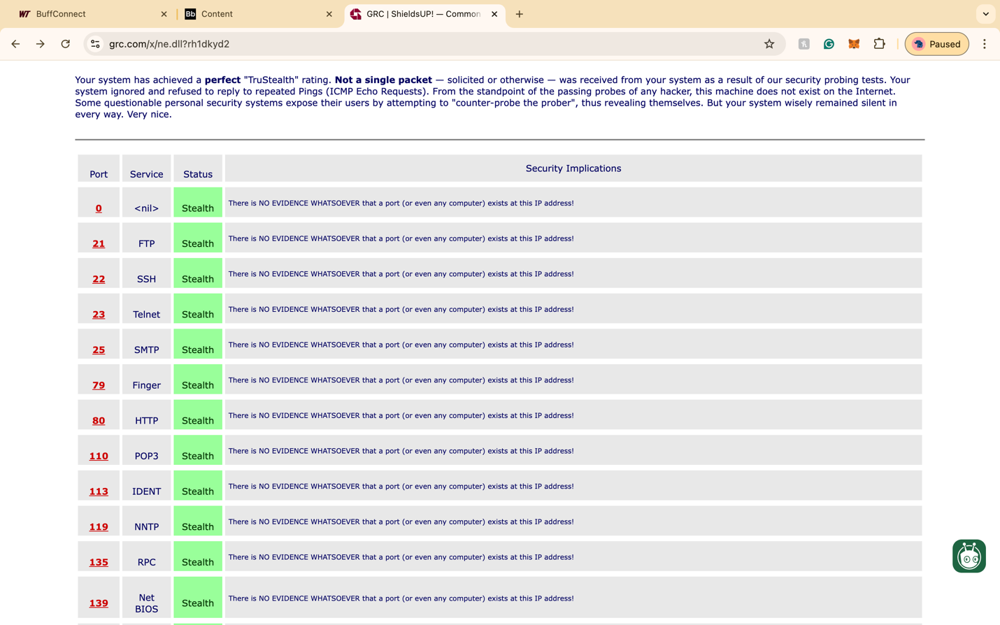 WT BuffConnect
Bb Content
GRC | ShieldsUP! — Common
grc.com/x/ne.dll?rh1dkyd2
Paused
Your system has achieved a perfect "TruStealth" rating. Not a single packet — solicited or otherwise — was received from your system as a result of our security probing tests. Your
system ignored and refused to reply to repeated Pings (ICMP Echo Requests). From the standpoint of the passing probes of any hacker, this machine does not exist on the Internet.
Some questionable personal security systems expose their users by attempting to "counter-probe the prober", thus revealing themselves. But your system wisely remained silent in
every way. Very nice.
Port Service Status Security Implications
0 <nil> Stealth There is NO EVIDENCE WHATSOEVER that a port (or even any computer) exists at this IP address!
21 FTP Stealth There is NO EVIDENCE WHATSOEVER that a port (or even any computer) exists at this IP address!
22 SSH Stealth There is NO EVIDENCE WHATSOEVER that a port (or even any computer) exists at this IP address!
23 Telnet Stealth There is NO EVIDENCE WHATSOEVER that a port (or even any computer) exists at this IP address!
25 SMTP Stealth There is NO EVIDENCE WHATSOEVER that a port (or even any computer) exists at this IP address!
79 Finger Stealth There is NO EVIDENCE WHATSOEVER that a port (or even any computer) exists at this IP address!
80 HTTP Stealth There is NO EVIDENCE WHATSOEVER that a port (or even any computer) exists at this IP address!
110 POP3 Stealth There is NO EVIDENCE WHATSOEVER that a port (or even any computer) exists at this IP address!
113 IDENT Stealth There is NO EVIDENCE WHATSOEVER that a port (or even any computer) exists at this IP address!
119 NNTP Stealth There is NO EVIDENCE WHATSOEVER that a port (or even any computer) exists at this IP address!
135 RPC Stealth There is NO EVIDENCE WHATSOEVER that a port (or even any computer) exists at this IP address!
139 Net
BIOS Stealth There is NO EVIDENCE WHATSOEVER that a port (or even any computer) exists at this IP address!